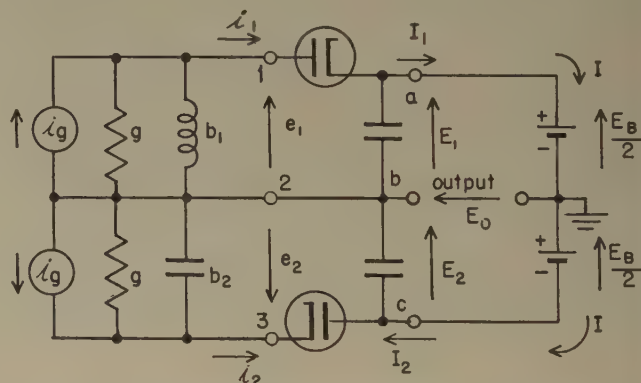 i₁
I₁
I
1
a
+
-
E_B/2
i_g
g
b₁
e₁
E₁
2
b
output
E₀
i_g
g
b₂
e₂
E₂
+
-
E_B/2
3
c
i₂
I₂
I